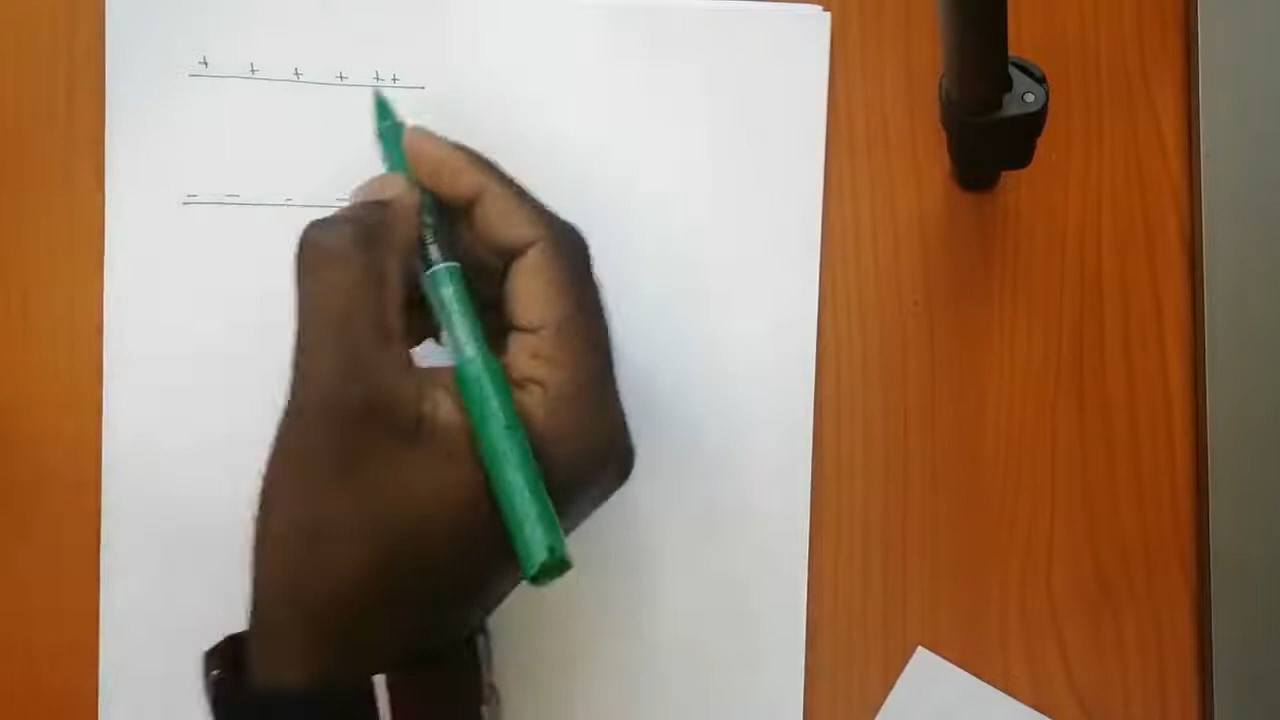 + + + + + +
- - - -